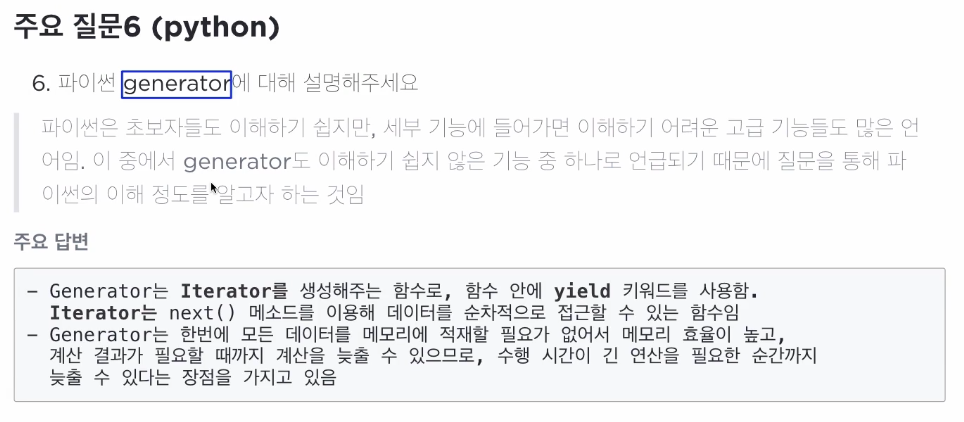 주요 질문6 (python)
6. 파이썬 generator에 대해 설명해주세요
파이썬은 초보자들도 이해하기 쉽지만, 세부 기능에 들어가면 이해하기 어려운 고급 기능들도 많은 언
어임. 이 중에서 generator도 이해하기 쉽지 않은 기능 중 하나로 언급되기 때문에 질문을 통해 파
이썬의 이해 정도를 알고자 하는 것임
주요 답변
- Generator는 Iterator를 생성해주는 함수로, 함수 안에 yield 키워드를 사용함.
Iterator는 next() 메소드를 이용해 데이터를 순차적으로 접근할 수 있는 함수임
- Generator는 한번에 모든 데이터를 메모리에 적재할 필요가 없어서 메모리 효율이 높고,
계산 결과가 필요할 때까지 계산을 늦출 수 있으므로, 수행 시간이 긴 연산을 필요한 순간까지
늦출 수 있다는 장점을 가지고 있음